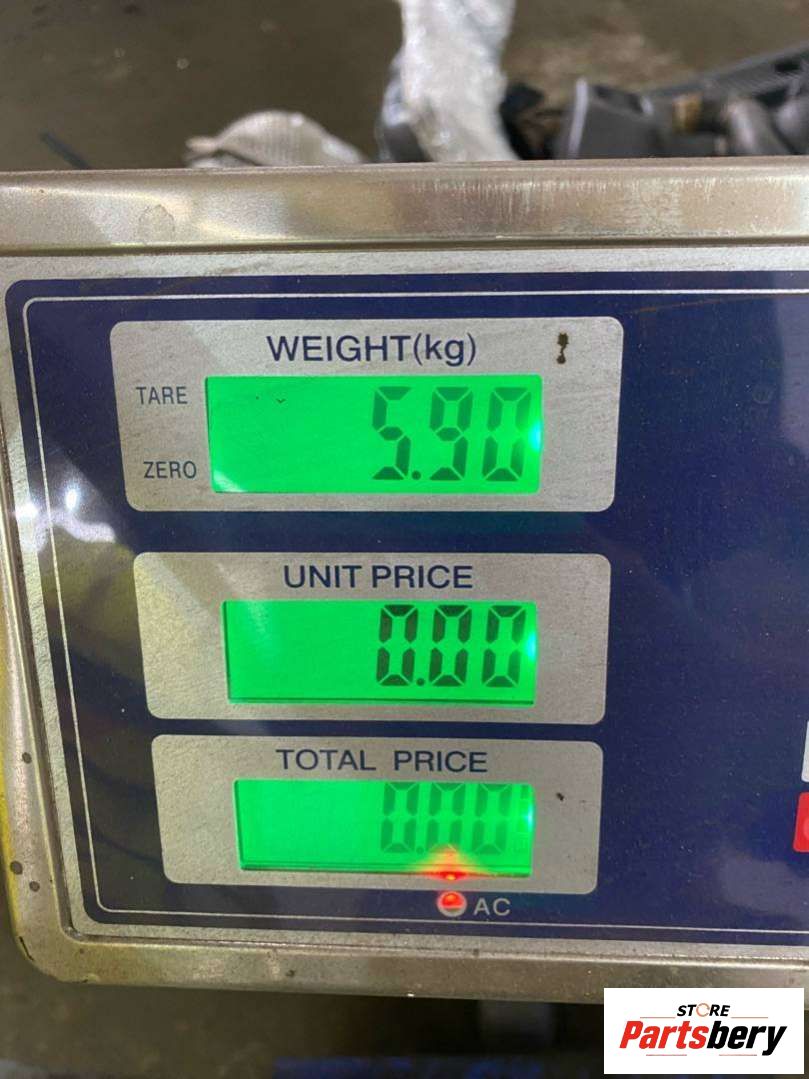 WEIGHT(kg)
TARE
5.90
ZERO
UNIT PRICE
0.00
TOTAL PRICE
0.00
AC
STORE
Partsbery